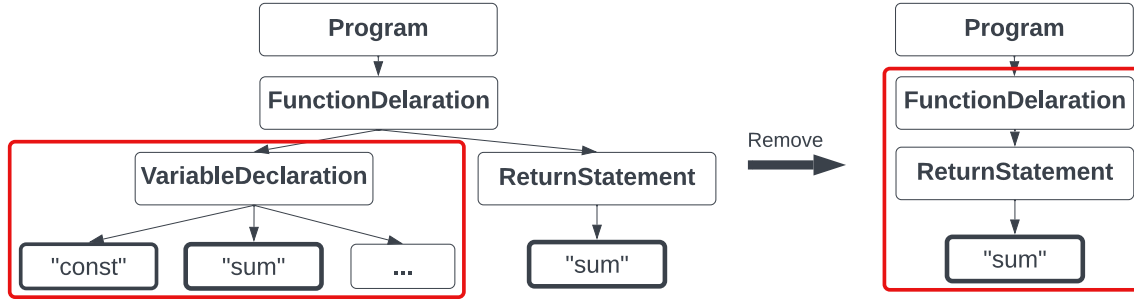 Program
FunctionDelaration
VariableDeclaration
ReturnStatement
"const"
"sum"
...
"sum"
Remove
Program
FunctionDelaration
ReturnStatement
"sum"